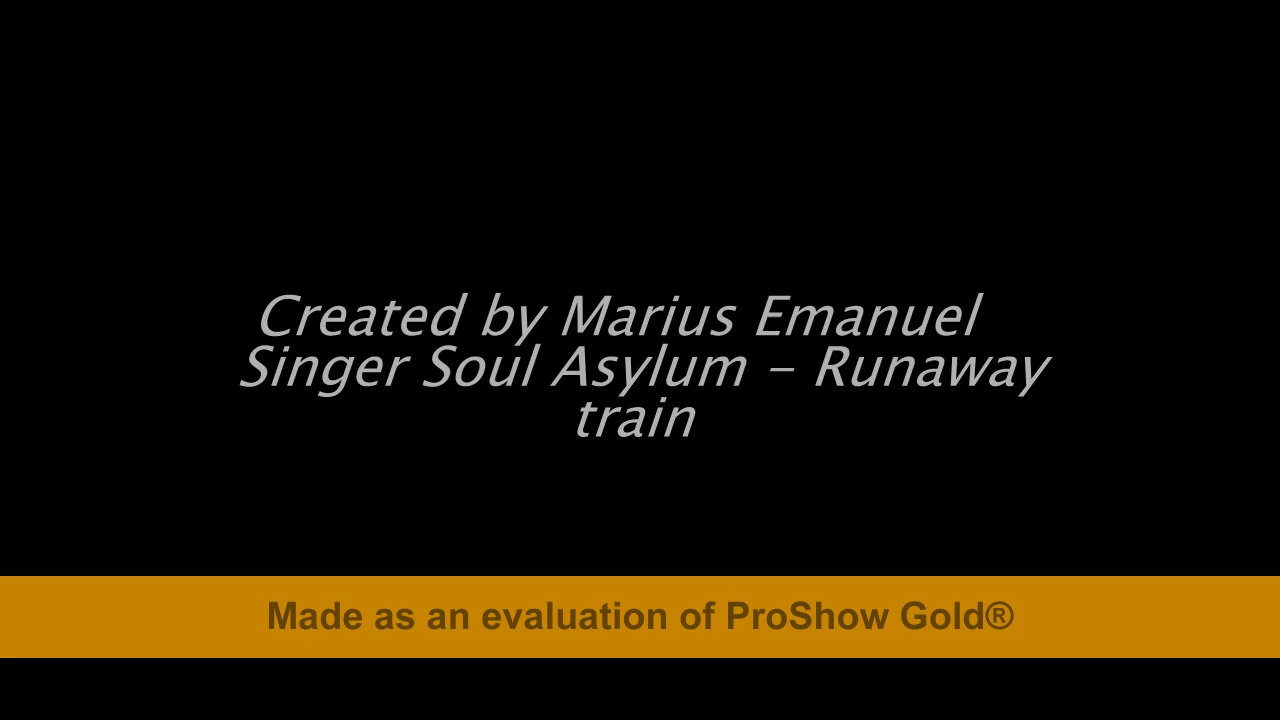 Created by Marius Emanuel
Singer Soul Asylum - Runaway
train
Made as an evaluation of ProShow Gold®